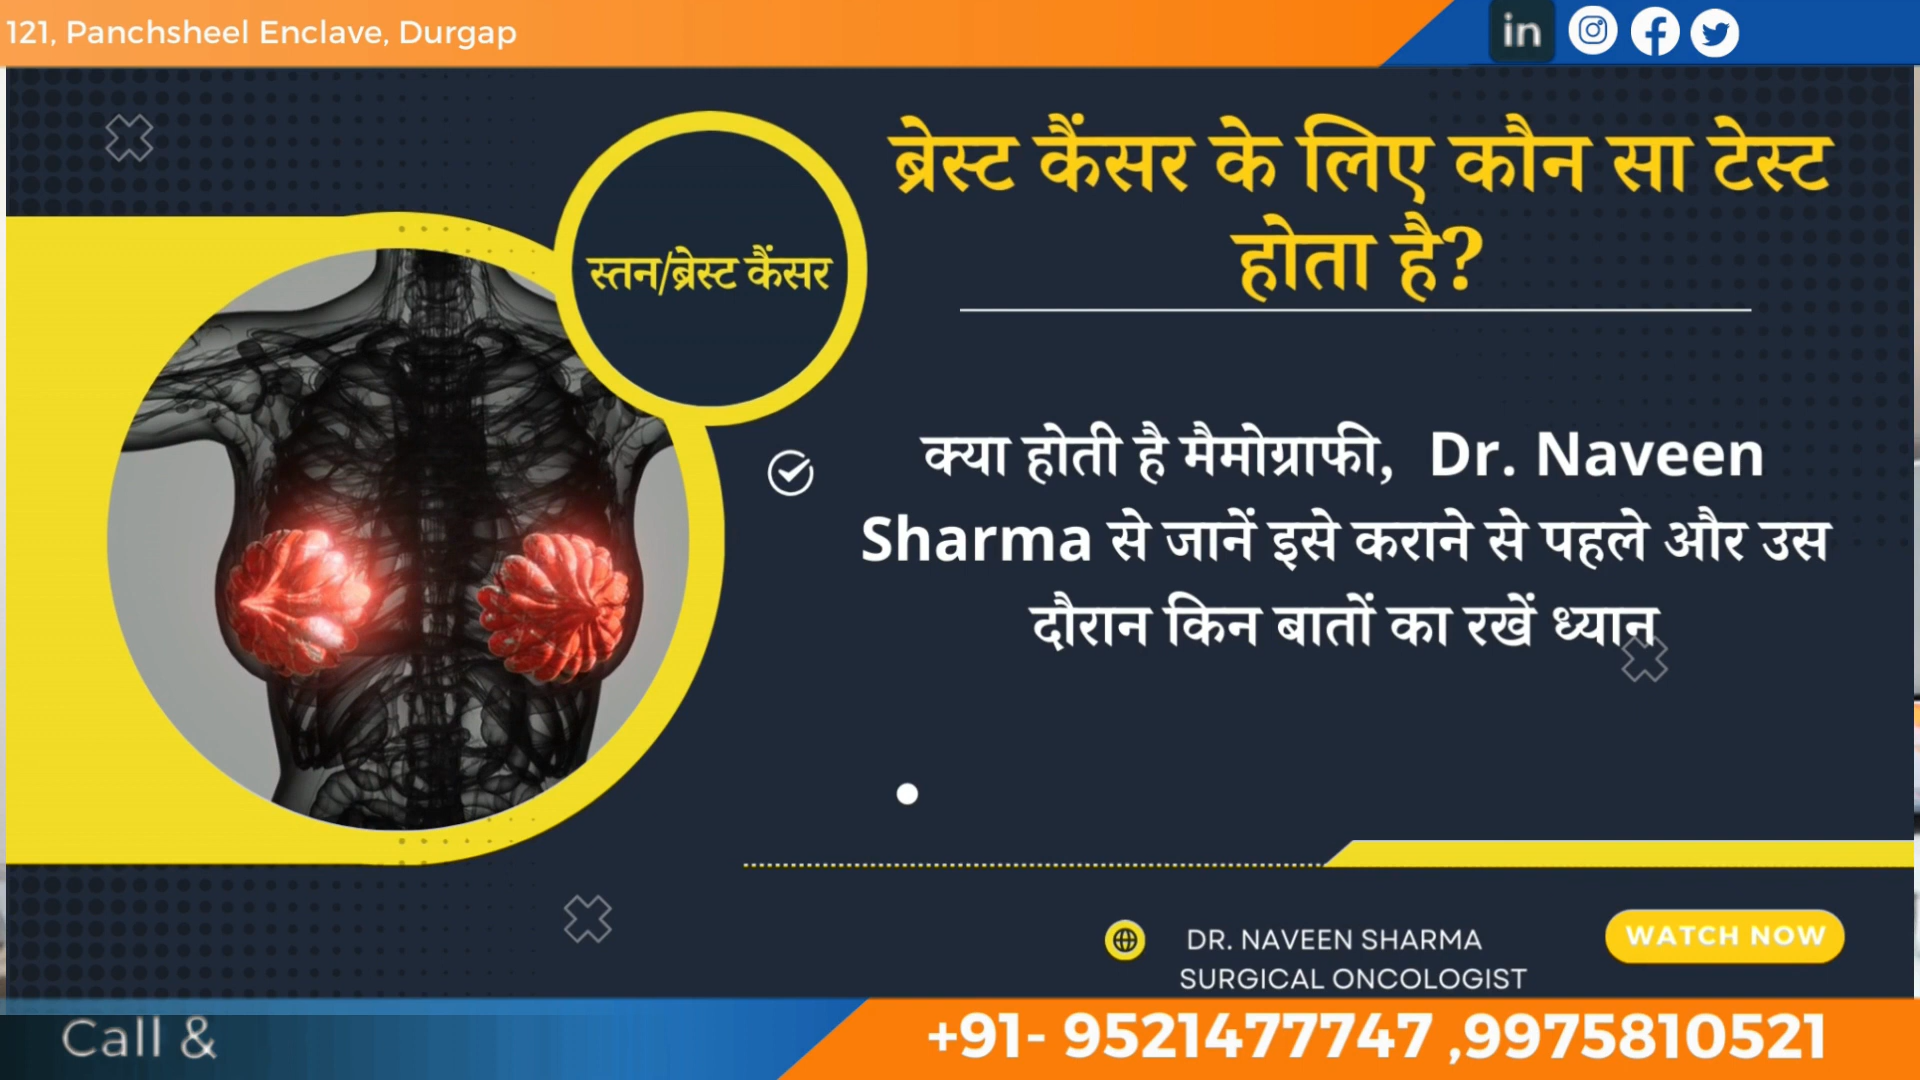 121, Panchsheel Enclave, Durgap
in
ब्रेस्ट कैंसर के लिए कौन सा टेस्ट
होता है?
स्तन/ब्रेस्ट कैंसर
क्या होती है मैमोग्राफी, Dr. Naveen
Sharma से जानें इसे कराने से पहले और उस
दौरान किन बातों का रखें ध्यान
DR. NAVEEN SHARMA
SURGICAL ONCOLOGIST
WATCH NOW
Call &
+91- 9521477747 ,9975810521